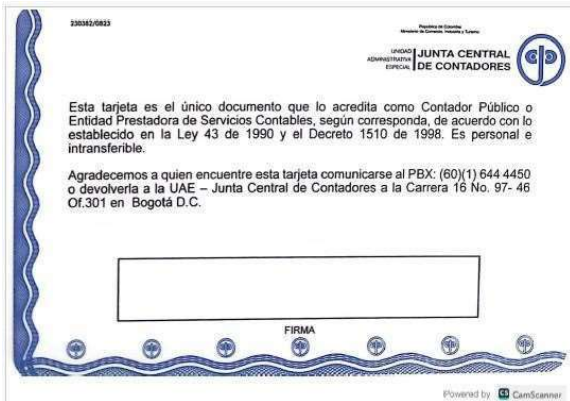 230382/0823
República de Colombia
Ministerio de Comercio, Industria y Turismo
UNIDAD
ADMINISTRATIVA
ESPECIAL
JUNTA CENTRAL
DE CONTADORES
Esta tarjeta es el único documento que lo acredita como Contador Público o
Entidad Prestadora de Servicios Contables, según corresponda, de acuerdo con lo
establecido en la Ley 43 de 1990 y el Decreto 1510 de 1998. Es personal e
intransferible.
Agradecemos a quien encuentre esta tarjeta comunicarse al PBX: (60)(1) 644 4450
o devolverla a la UAE – Junta Central de Contadores a la Carrera 16 No. 97- 46
Of.301 en Bogotá D.C.
FIRMA
Powered by CS CamScanner